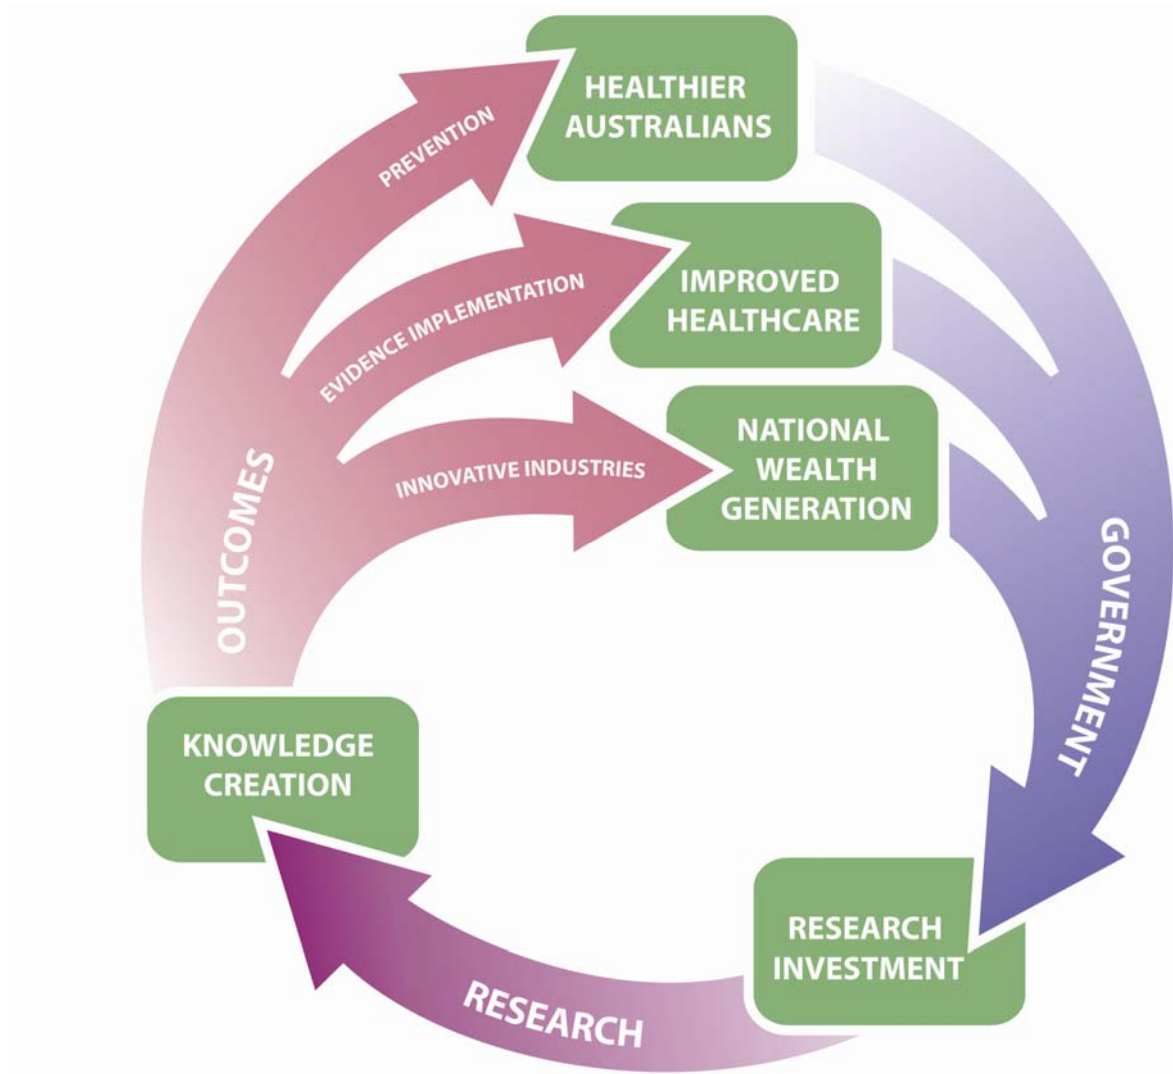 HEALTHIER
AUSTRALIANS
PREVENTION
IMPROVED
HEALTHCARE
EVIDENCE IMPLEMENTATION
NATIONAL
WEALTH
GENERATION
INNOVATIVE INDUSTRIES
OUTCOMES
GOVERNMENT
KNOWLEDGE
CREATION
RESEARCH
INVESTMENT
RESEARCH